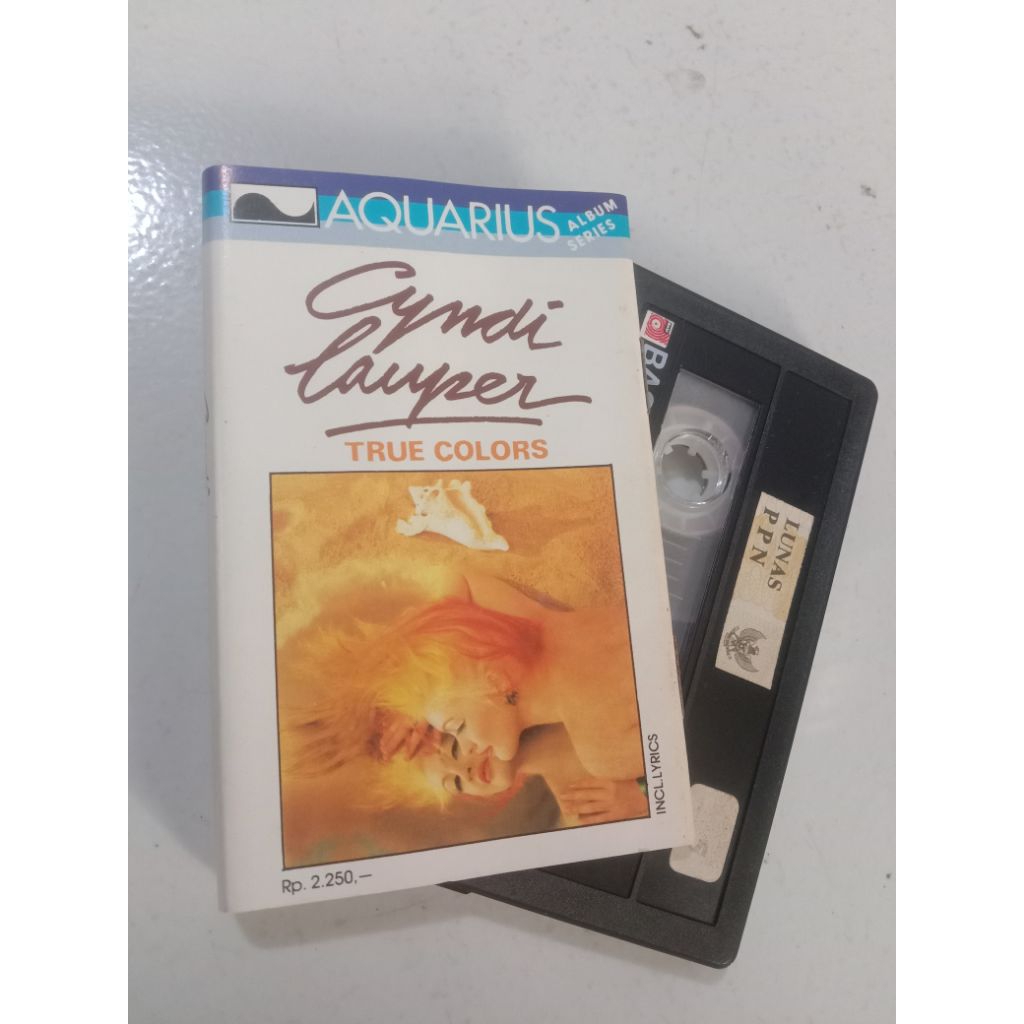 AQUARIUS
ALBUM
SERIES
Cyndi
Lauper
TRUE COLORS
INCL.LYRICS
Rp. 2.250,—
LUNAS
PPN